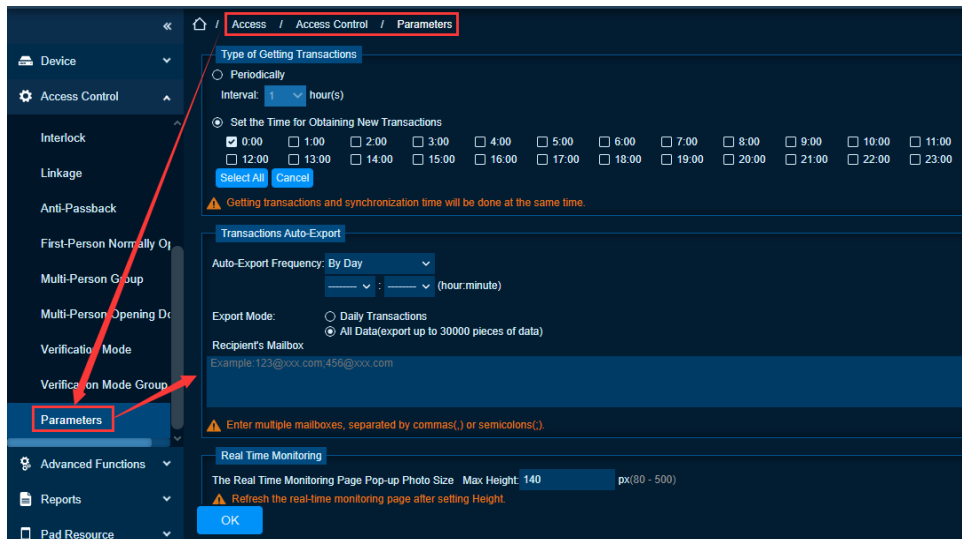 «
/ Access / Access Control / Parameters
Device
Access Control
Interlock
Linkage
Anti-Passback
First-Person Normally Op
Multi-Person Group
Multi-Person Opening Do
Verification Mode
Verification Mode Group
Parameters
Advanced Functions
Reports
Pad Resource
Type of Getting Transactions
Periodically
Interval: 1 hour(s)
Set the Time for Obtaining New Transactions
0:00 1:00 2:00 3:00 4:00 5:00 6:00 7:00 8:00 9:00 10:00 11:00
12:00 13:00 14:00 15:00 16:00 17:00 18:00 19:00 20:00 21:00 22:00 23:00
Select All Cancel
Getting transactions and synchronization time will be done at the same time.
Transactions Auto-Export
Auto-Export Frequency: By Day
-------- : -------- (hour:minute)
Export Mode: Daily Transactions
All Data(export up to 30000 pieces of data)
Recipient's Mailbox
Example:123@xxx.com;456@xxx.com
Enter multiple mailboxes, separated by commas(,) or semicolons(;).
Real Time Monitoring
The Real Time Monitoring Page Pop-up Photo Size Max Height: 140 px(80 - 500)
Refresh the real-time monitoring page after setting Height.
OK